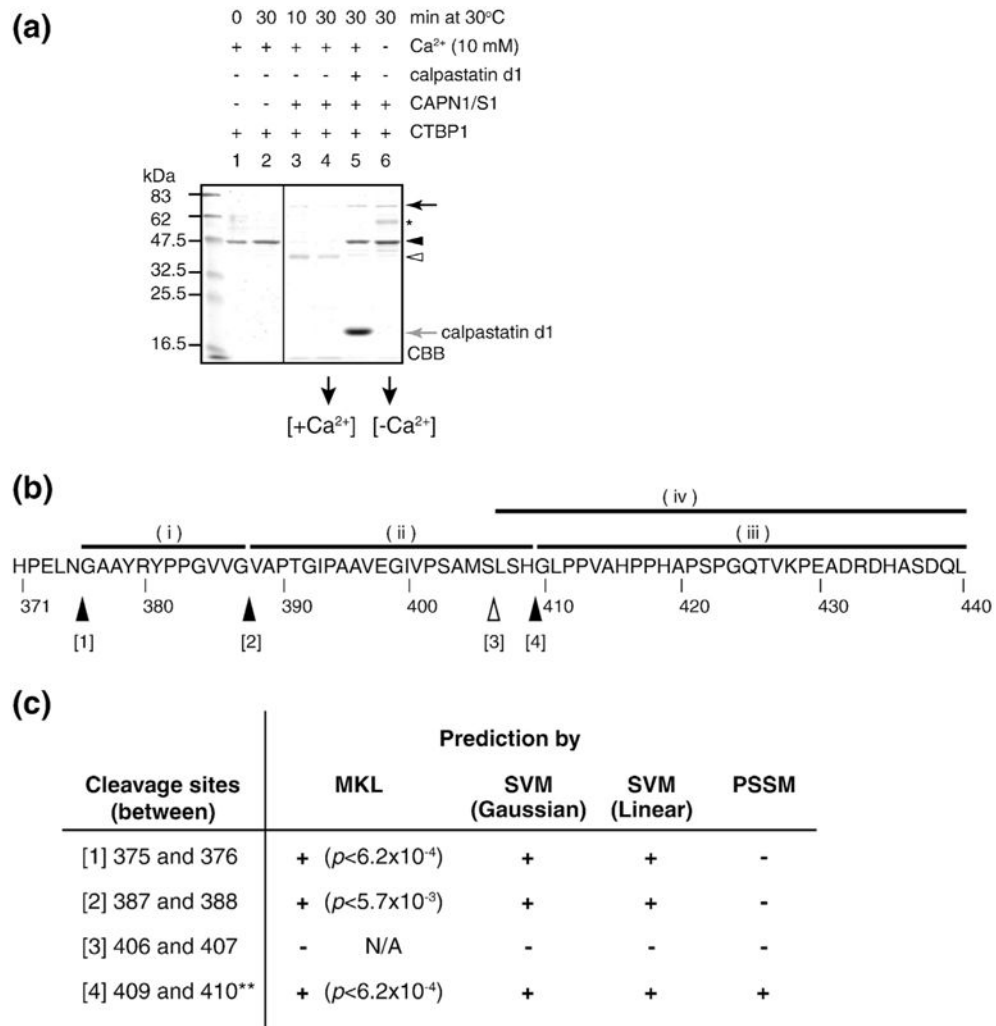 (a)
0 30 10 30 30 30 min at 30ºC
+ + + + + - Ca²⁺ (10 mM)
- - - - + - calpastatin d1
- - + + + + CAPN1/S1
+ + + + + + CTBP1
1 2 3 4 5 6
kDa
83
62
*
47.5
32.5
25.5
16.5
calpastatin d1
CBB
[+Ca²⁺] [-Ca²⁺]
(b)
( iv )
( i ) ( ii ) ( iii )
HPELNGAAYRYPPGVVGVAPTGIPAAVEGIVPSAMSLSHGLPPVAHPPHAPSPGQTVKPEADRDHASDQL
371 380 390 400 410 420 430 440
[1] [2] [3] [4]
(c)
Prediction by
Cleavage sites (between) MKL SVM (Gaussian) SVM (Linear) PSSM
[1] 375 and 376 + (p<6.2x10⁻⁴) + + -
[2] 387 and 388 + (p<5.7x10⁻³) + + -
[3] 406 and 407 - N/A - - -
[4] 409 and 410** + (p<6.2x10⁻⁴) + + +